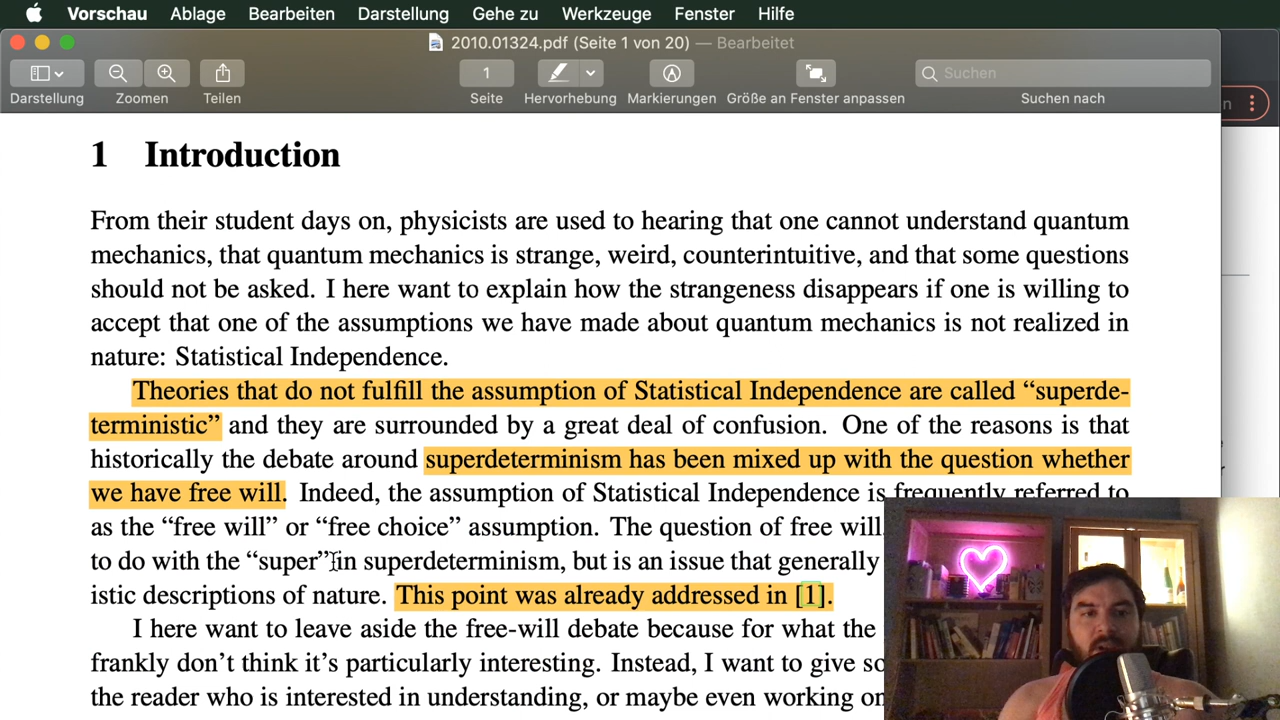 Vorschau Ablage Bearbeiten Darstellung Gehe zu Werkzeuge Fenster Hilfe
2010.01324.pdf (Seite 1 von 20) — Bearbeitet
1 Suchen
Darstellung Zoomen Teilen Seite Hervorhebung Markierungen Größe an Fenster anpassen Suchen nach
n
1 Introduction
From their student days on, physicists are used to hearing that one cannot understand quantum
mechanics, that quantum mechanics is strange, weird, counterintuitive, and that some questions
should not be asked. I here want to explain how the strangeness disappears if one is willing to
accept that one of the assumptions we have made about quantum mechanics is not realized in
nature: Statistical Independence.
Theories that do not fulfill the assumption of Statistical Independence are called “superde-
terministic” and they are surrounded by a great deal of confusion. One of the reasons is that
historically the debate around superdeterminism has been mixed up with the question whether
we have free will. Indeed, the assumption of Statistical Independence is frequently referred to
as the “free will” or “free choice” assumption. The question of free will
to do with the “super” in superdeterminism, but is an issue that generally
istic descriptions of nature. This point was already addressed in [1].
I here want to leave aside the free-will debate because for what the
frankly don’t think it’s particularly interesting. Instead, I want to give
the reader who is interested in understanding, or maybe even working